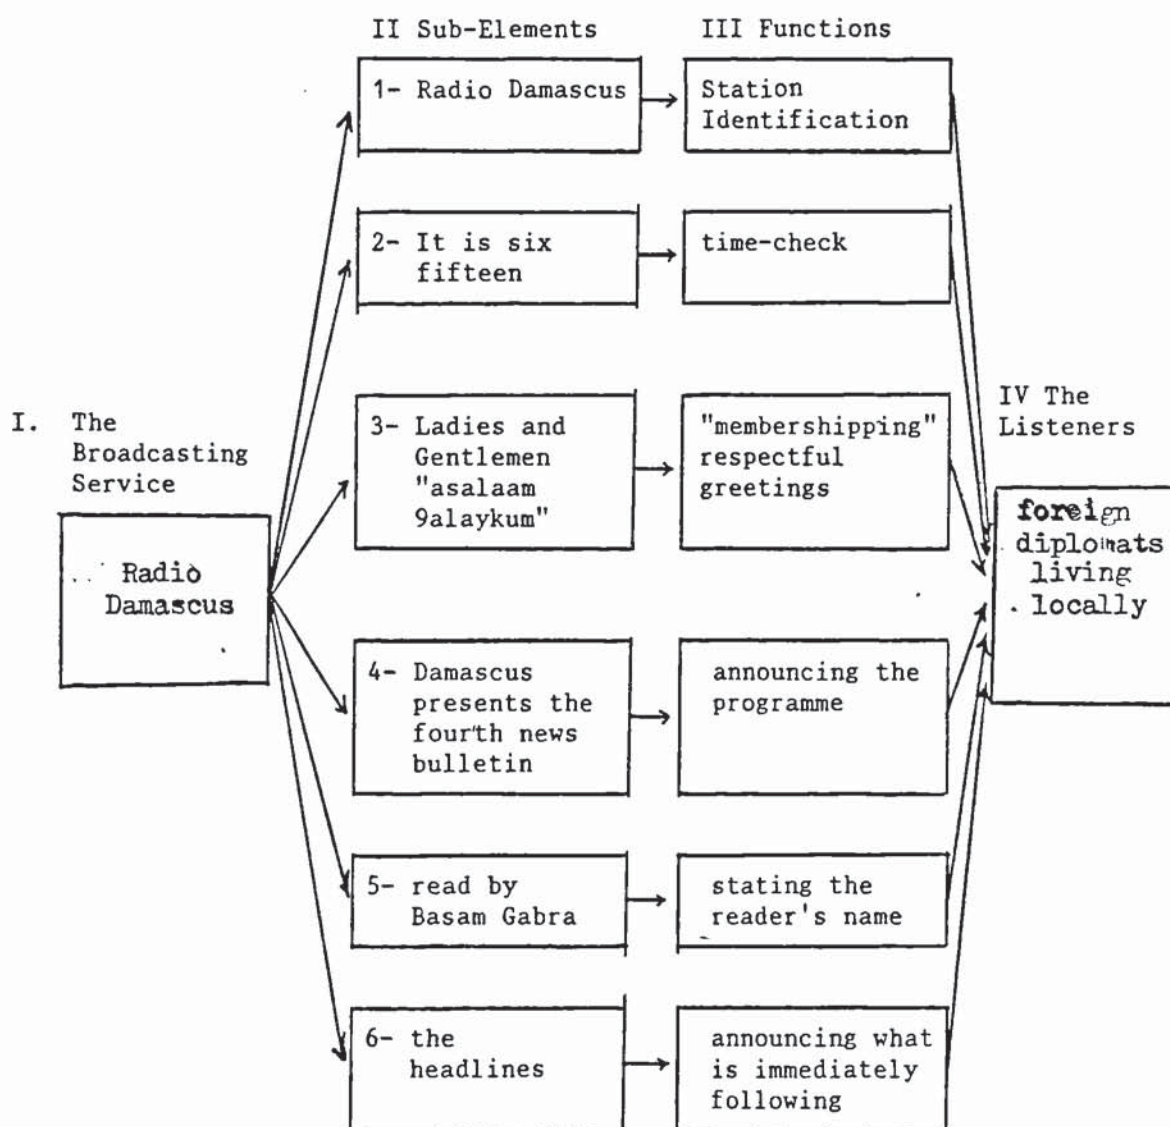 II Sub-Elements
III Functions
1- Radio Damascus
Station
Identification
2- It is six
fifteen
time-check
I. The
Broadcasting
Service
Radio
Damascus
3- Ladies and
Gentlemen
"asalaam
9alaykum"
"membershipping"
respectful
greetings
IV The
Listeners
foreign
diplomats
living
locally
4- Damascus
presents the
fourth news
bulletin
announcing the
programme
5- read by
Basam Gabra
stating the
reader's name
6- the
headlines
announcing what
is immediately
following